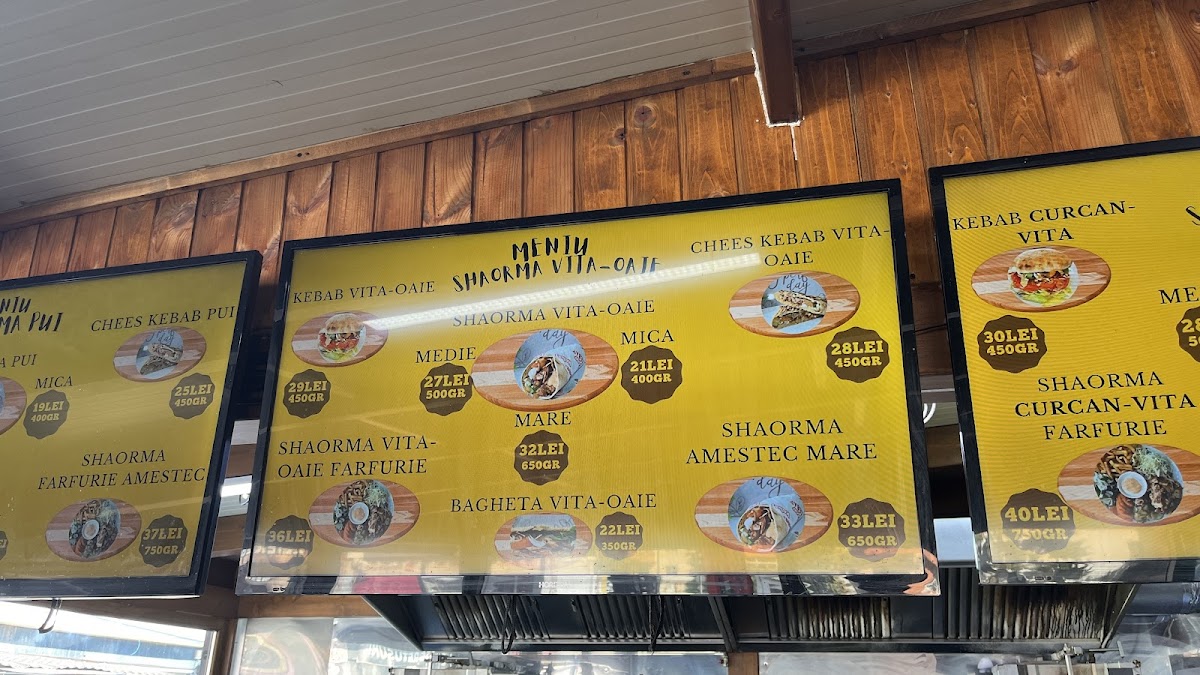 PUI
CHEES KEBAB PUI
PUI
MICA
19LEI
400GR
25LEI
450GR
SHAORMA
FARFURIE AMESTEC
37LEI
750GR
MENIU
SHAORMA VITA-OAIE
KEBAB VITA-OAIE
29LEI
450GR
SHAORMA VITA-OAIE
MEDIE
27LEI
500GR
MICA
21LEI
400GR
MARE
32LEI
650GR
CHEES KEBAB VITA-
OAIE
28LEI
450GR
SHAORMA VITA-
OAIE FARFURIE
36LEI
BAGHETA VITA-OAIE
22LEI
350GR
SHAORMA
AMESTEC MARE
33LEI
650GR
KEBAB CURCAN-
VITA
30LEI
450GR
SHAORMA
CURCAN-VITA
FARFURIE
40LEI
750GR